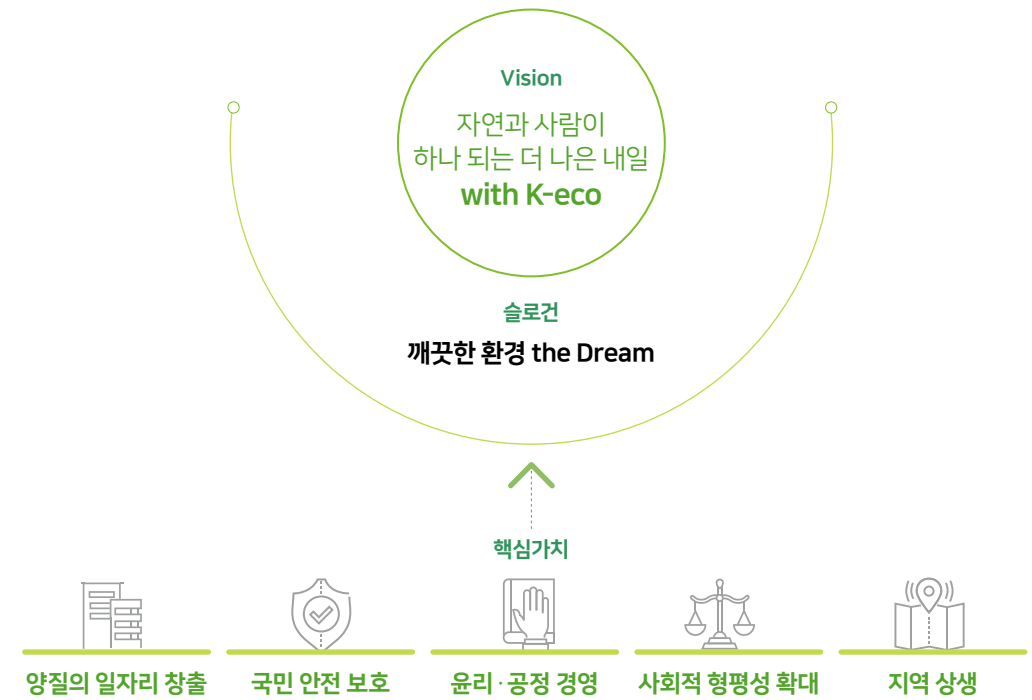 Vision
자연과 사람이
하나 되는 더 나은 내일
with K-eco
슬로건
깨끗한 환경 the Dream
핵심가치
양질의 일자리 창출
국민 안전 보호
윤리·공정 경영
사회적 형평성 확대
지역 상생